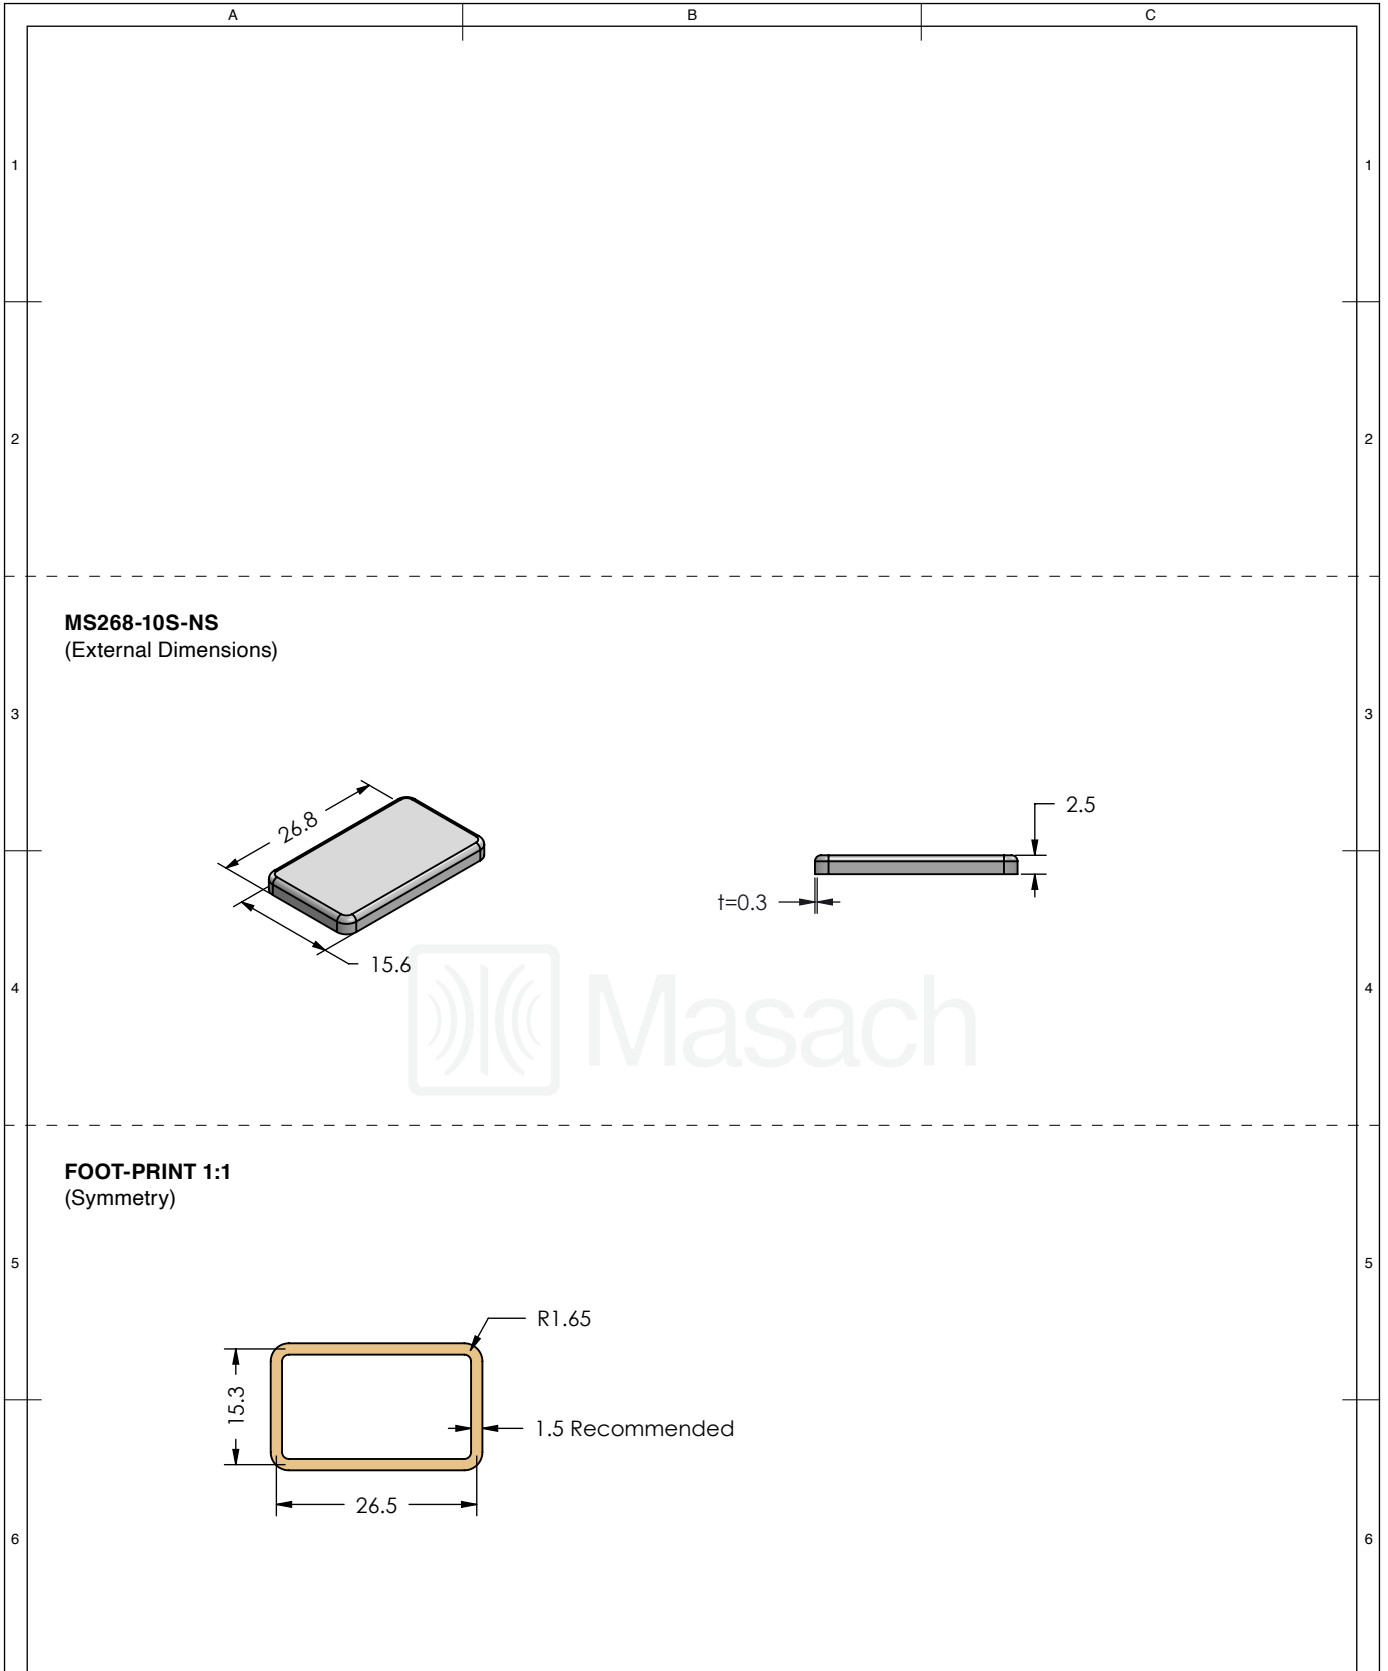 A B C
1 1
2 2
MS268-10S-NS
(External Dimensions)
3 3
26.8
2.5
t=0.3
15.6
4 4
Masach
FOOT-PRINT 1:1
(Symmetry)
5 5
R1.65
15.3
1.5 Recommended
26.5
6 6